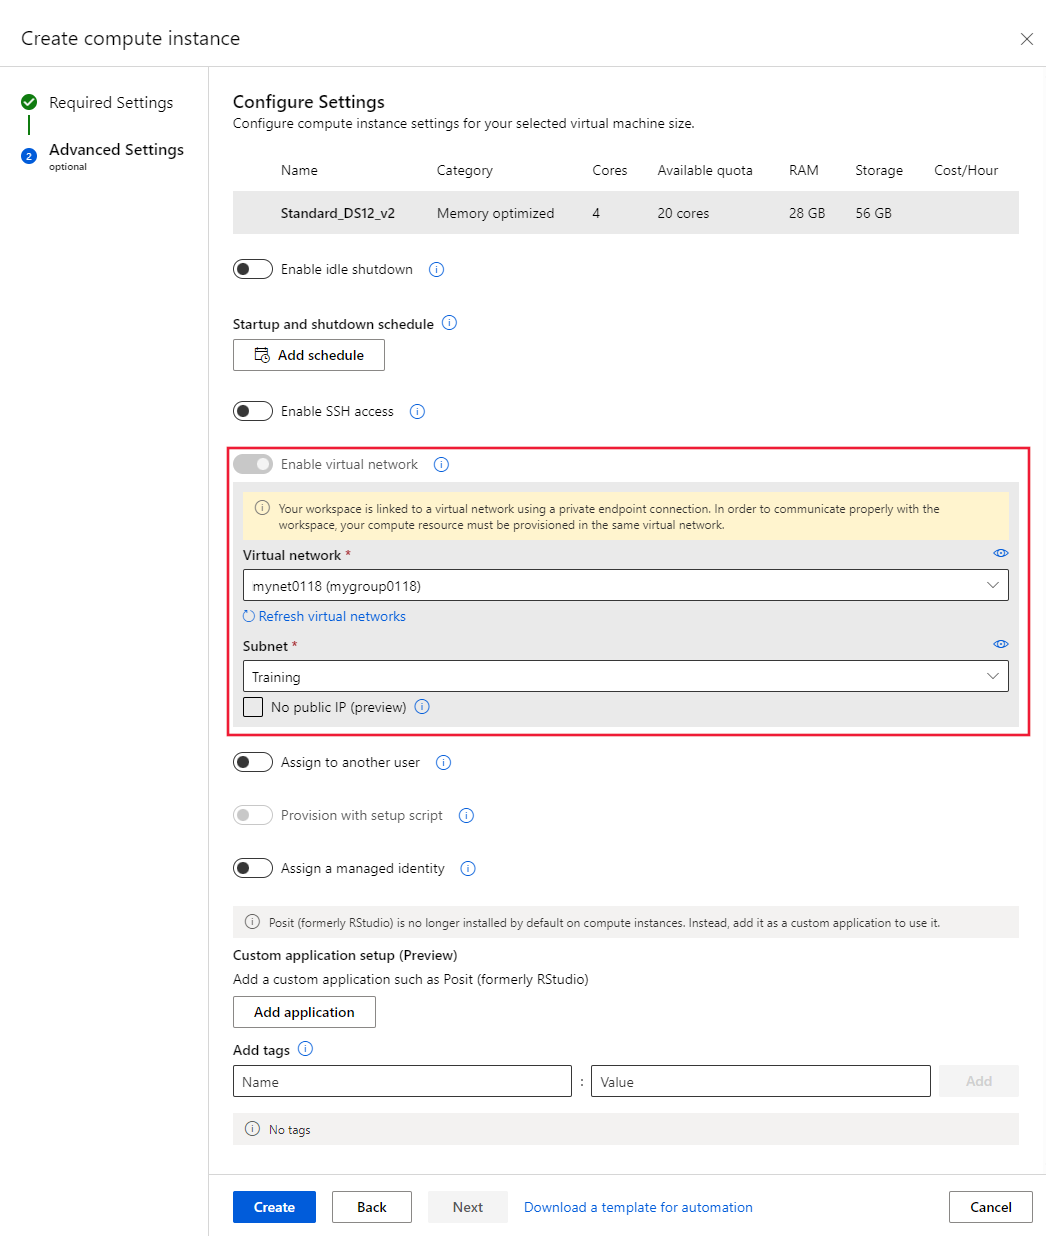 Create compute instance
Required Settings
2
Advanced Settings
optional
Configure Settings
Configure compute instance settings for your selected virtual machine size.
Name Category Cores Available quota RAM Storage Cost/Hour
Standard_DS12_v2 Memory optimized 4 20 cores 28 GB 56 GB
Enable idle shutdown
Startup and shutdown schedule
Add schedule
Enable SSH access
Enable virtual network
Your workspace is linked to a virtual network using a private endpoint connection. In order to communicate properly with the
workspace, your compute resource must be provisioned in the same virtual network.
Virtual network *
mynet0118 (mygroup0118)
Refresh virtual networks
Subnet *
Training
No public IP (preview)
Assign to another user
Provision with setup script
Assign a managed identity
Posit (formerly RStudio) is no longer installed by default on compute instances. Instead, add it as a custom application to use it.
Custom application setup (Preview)
Add a custom application such as Posit (formerly RStudio)
Add application
Add tags
Name : Value Add
No tags
Create Back Next Download a template for automation Cancel